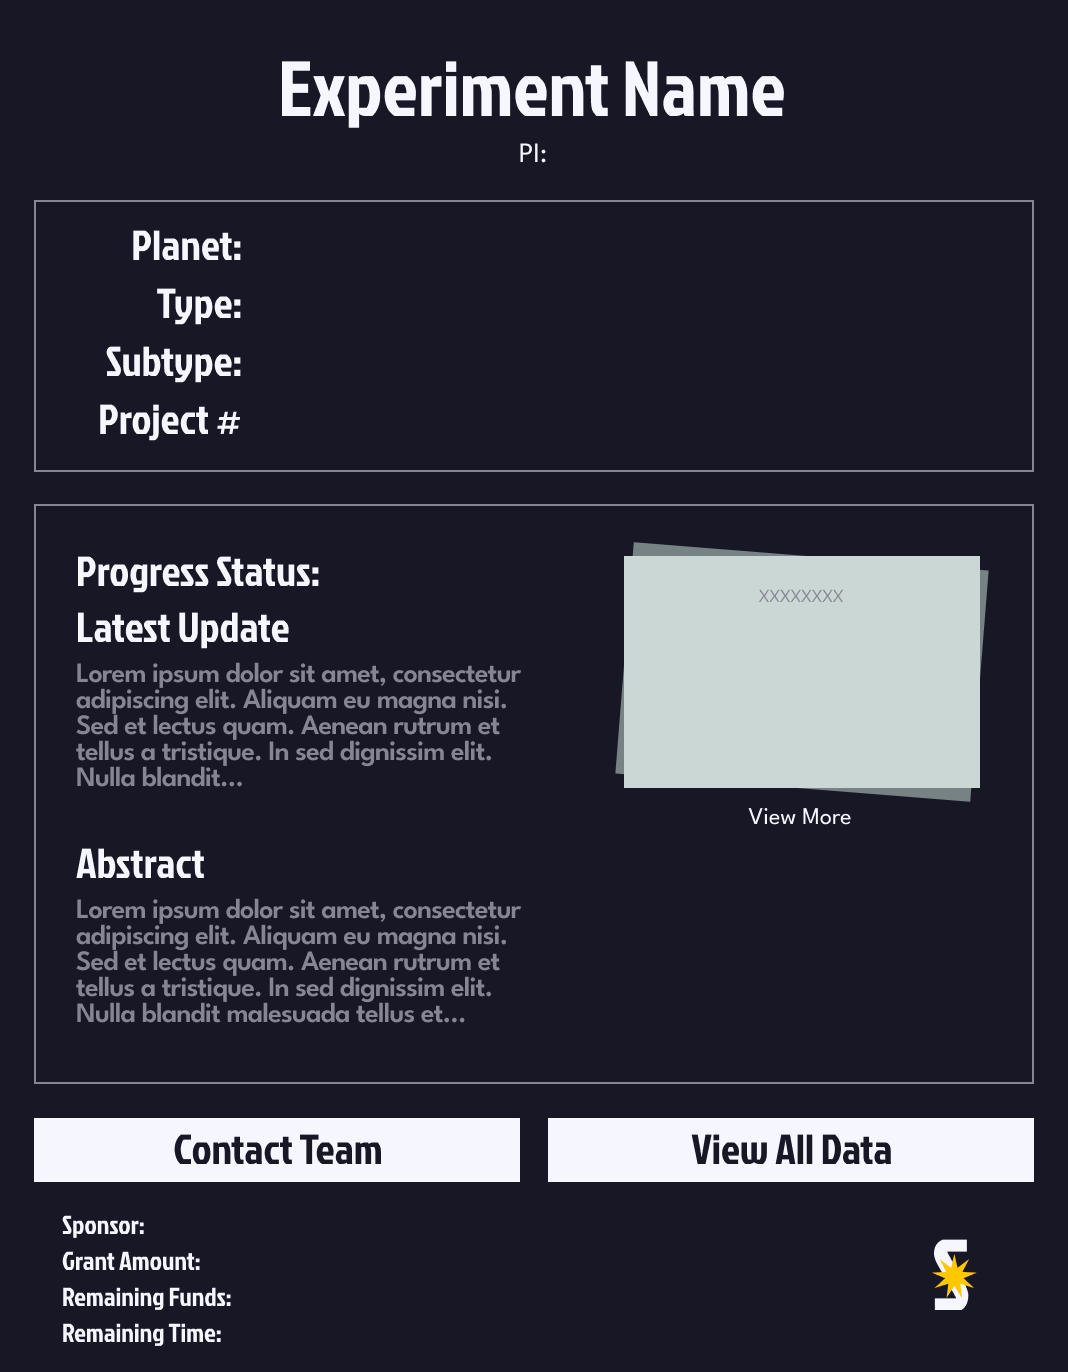 Experiment Name
PI:
Planet:
Type:
Subtype:
Project #
Progress Status:
Latest Update
Lorem ipsum dolor sit amet, consectetur
adipiscing elit. Aliquam eu magna nisi.
Sed et lectus quam. Aenean rutrum et
tellus a tristique. In sed dignissim elit.
Nulla blandit...
XXXXXXXX
View More
Abstract
Lorem ipsum dolor sit amet, consectetur
adipiscing elit. Aliquam eu magna nisi.
Sed et lectus quam. Aenean rutrum et
tellus a tristique. In sed dignissim elit.
Nulla blandit malesuada tellus et...
Contact Team
View All Data
Sponsor:
Grant Amount:
Remaining Funds:
Remaining Time:
S